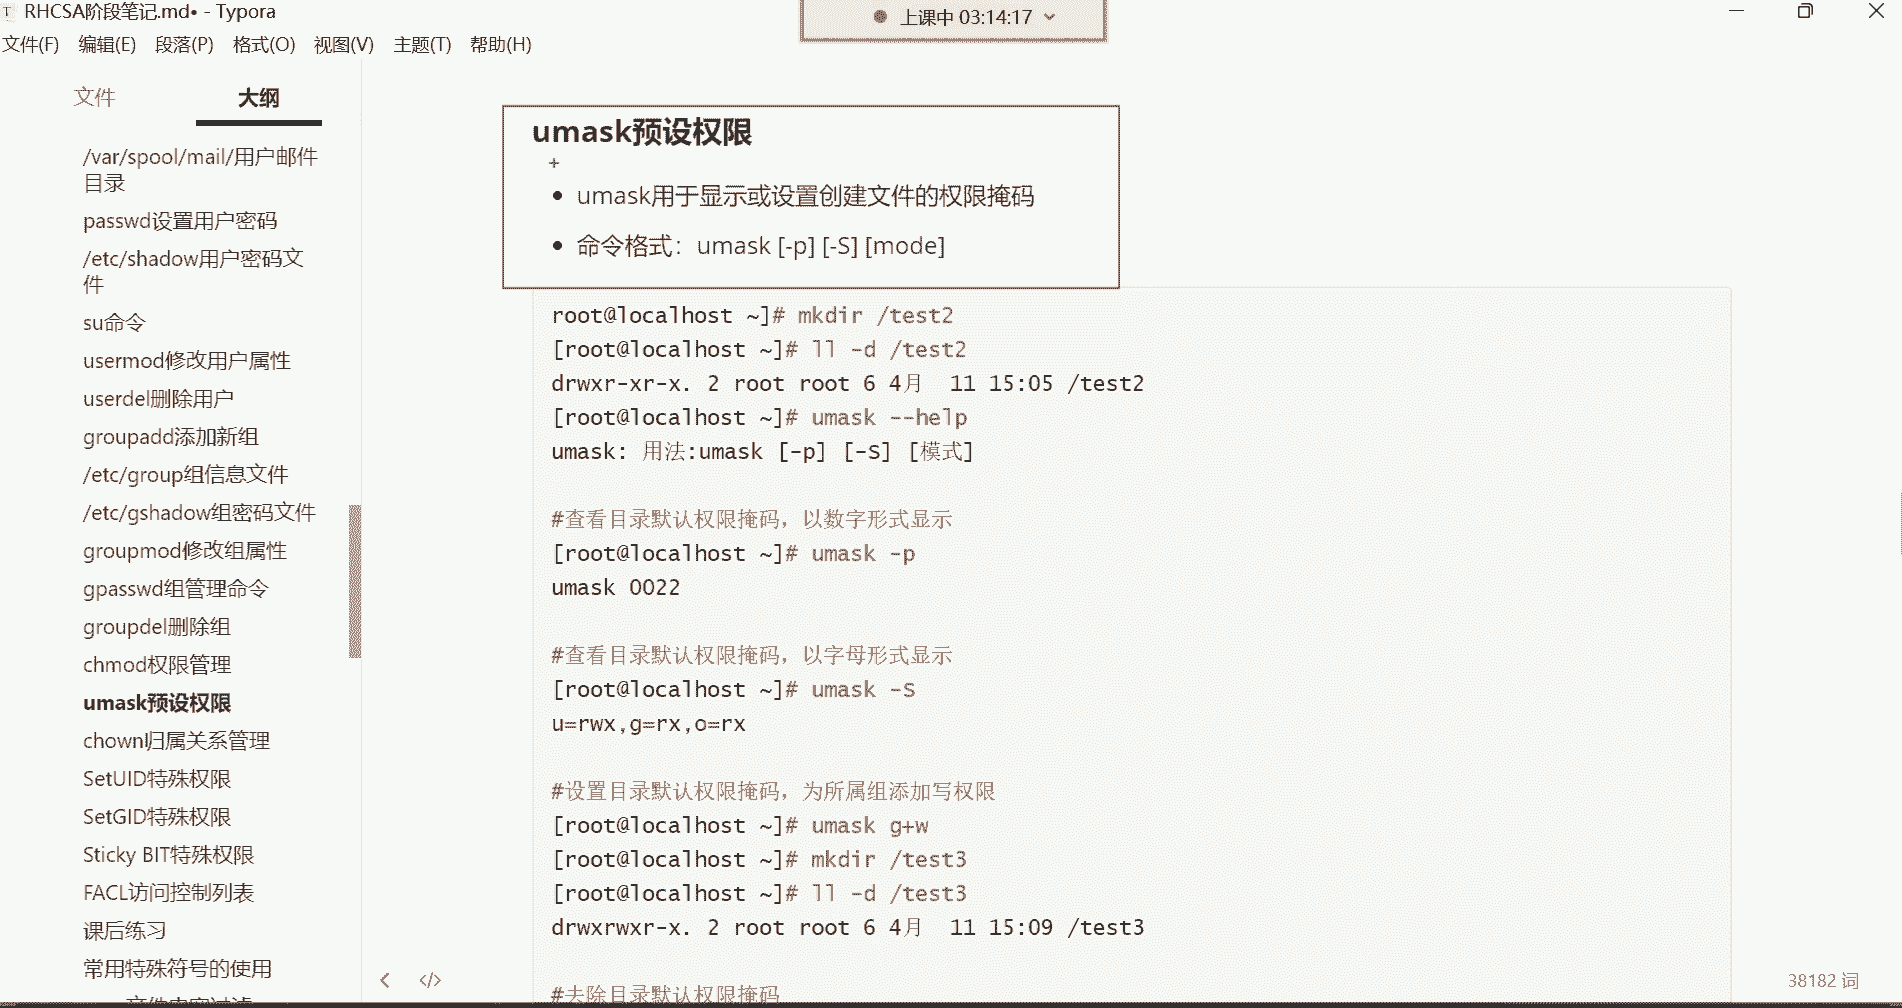 RHCSA阶段笔记.md• - Typora
上课中 03:14:17
文件(F) 编辑(E) 段落(P) 格式(O) 视图(V) 主题(T) 帮助(H)
文件 大纲
/var/spool/mail/用户邮件
目录
passwd设置用户密码
/etc/shadow用户密码文
件
su命令
usermod修改用户属性
userdel删除用户
groupadd添加新组
/etc/group组信息文件
/etc/gshadow组密码文件
groupmod修改组属性
gpasswd组管理命令
groupdel删除组
chmod权限管理
umask预设权限
chown归属关系管理
SetUID特殊权限
SetGID特殊权限
Sticky BIT特殊权限
FACL访问控制列表
课后练习
常用特殊符号的使用
umask预设权限
umask用于显示或设置创建文件的权限掩码
命令格式：umask [-p] [-S] [mode]
root@localhost ~]# mkdir /test2
[root@localhost ~]# ll -d /test2
drwxr-xr-x. 2 root root 6 4月  11 15:05 /test2
[root@localhost ~]# umask --help
umask: 用法:umask [-p] [-S] [模式]
#查看目录默认权限掩码，以数字形式显示
[root@localhost ~]# umask -p
umask 0022
#查看目录默认权限掩码，以字母形式显示
[root@localhost ~]# umask -S
u=rwx,g=rx,o=rx
#设置目录默认权限掩码，为所属组添加写权限
[root@localhost ~]# umask g+w
[root@localhost ~]# mkdir /test3
[root@localhost ~]# ll -d /test3
drwxrwxr-x. 2 root root 6 4月  11 15:09 /test3
#去除目录默认权限掩码
38182 词